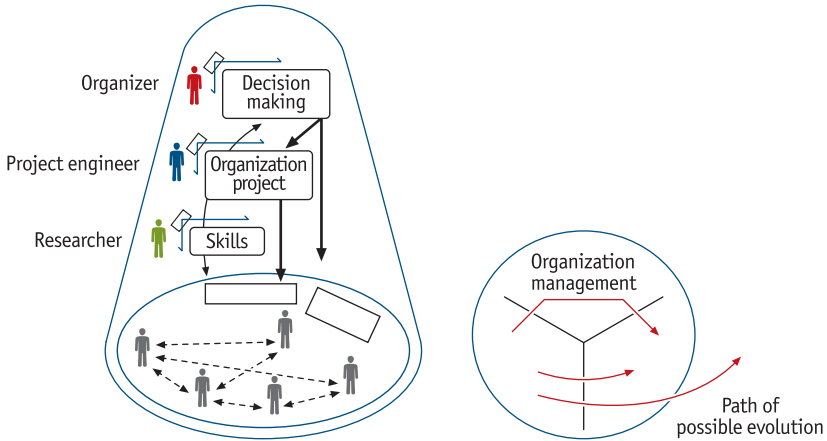 Organizer
Decision
making
Project engineer
Organization
project
Researcher
Skills
Organization
management
Path of
possible evolution